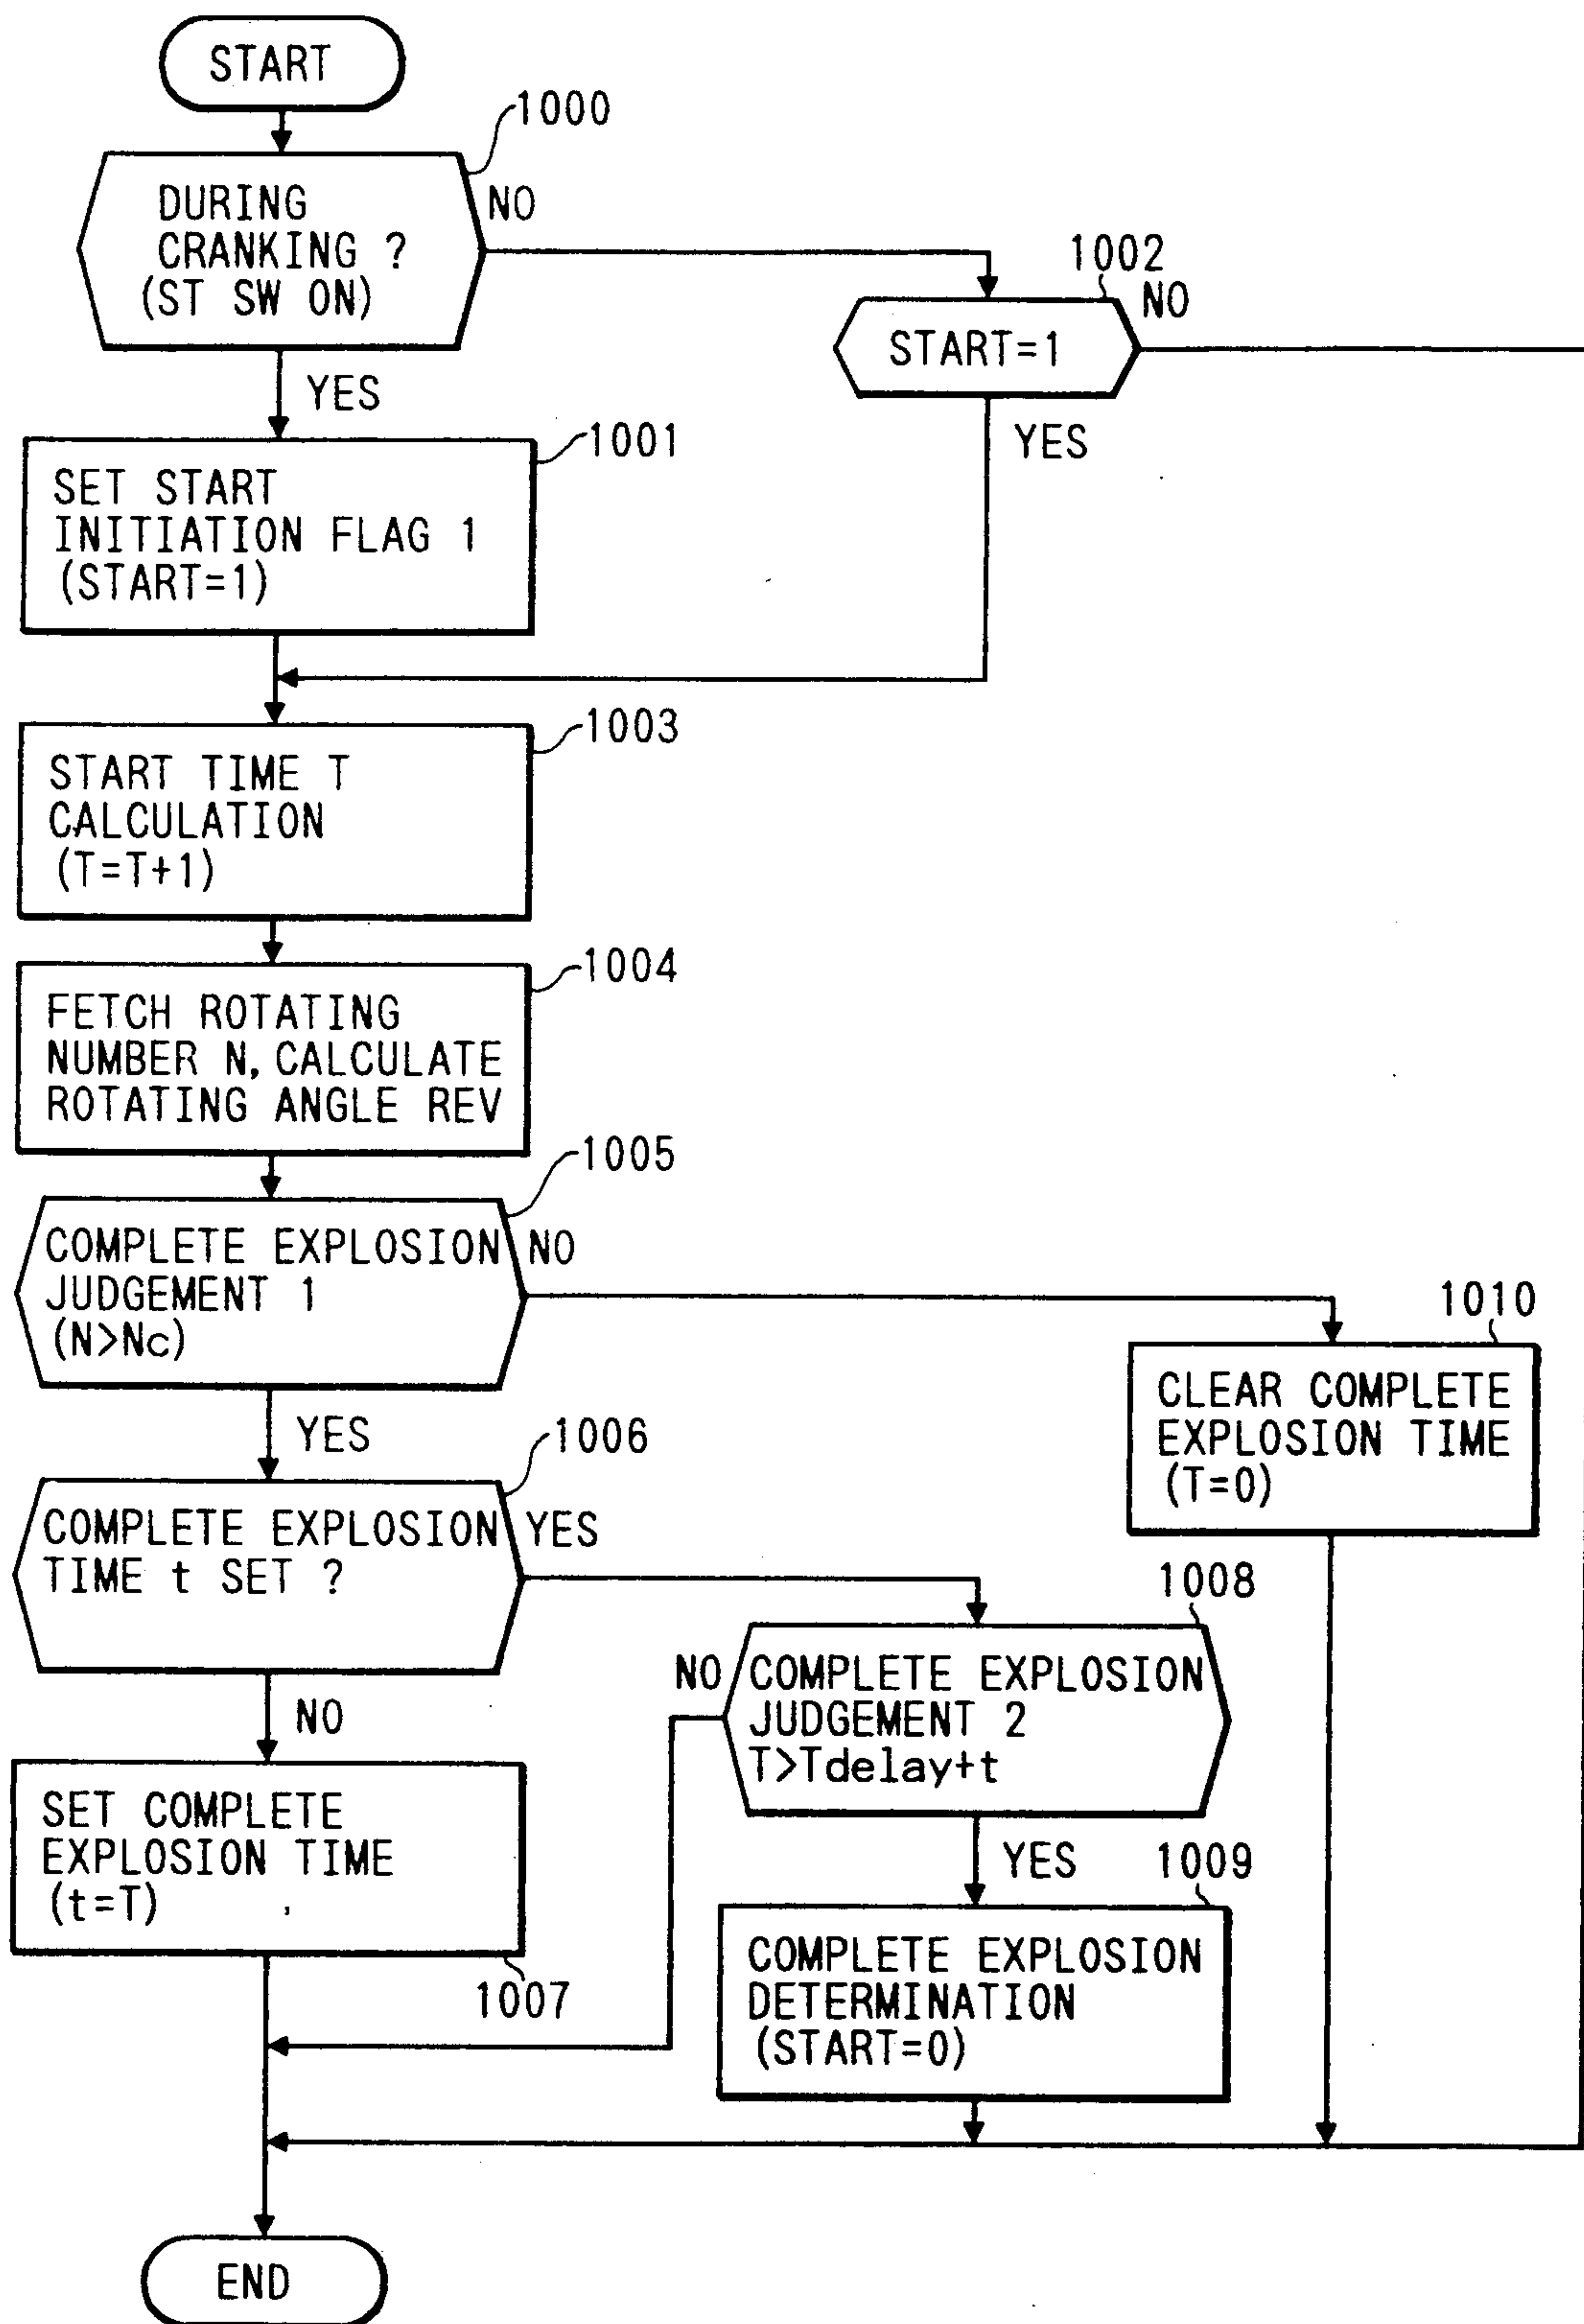 START
1000
DURING
CRANKING ?
(ST SW ON)
NO
YES
1002
START=1
NO
YES
1001
SET START
INITIATION FLAG 1
(START=1)
1003
START TIME T
CALCULATION
(T=T+1)
1004
FETCH ROTATING
NUMBER N, CALCULATE
ROTATING ANGLE REV
1005
COMPLETE EXPLOSION
JUDGEMENT 1
(N>Nc)
NO
YES
1010
CLEAR COMPLETE
EXPLOSION TIME
(T=0)
1006
COMPLETE EXPLOSION
TIME t SET ?
YES
NO
1008
COMPLETE EXPLOSION
JUDGEMENT 2
T>Tdelay+t
NO
YES
1007
SET COMPLETE
EXPLOSION TIME
(t=T)
1009
COMPLETE EXPLOSION
DETERMINATION
(START=0)
END